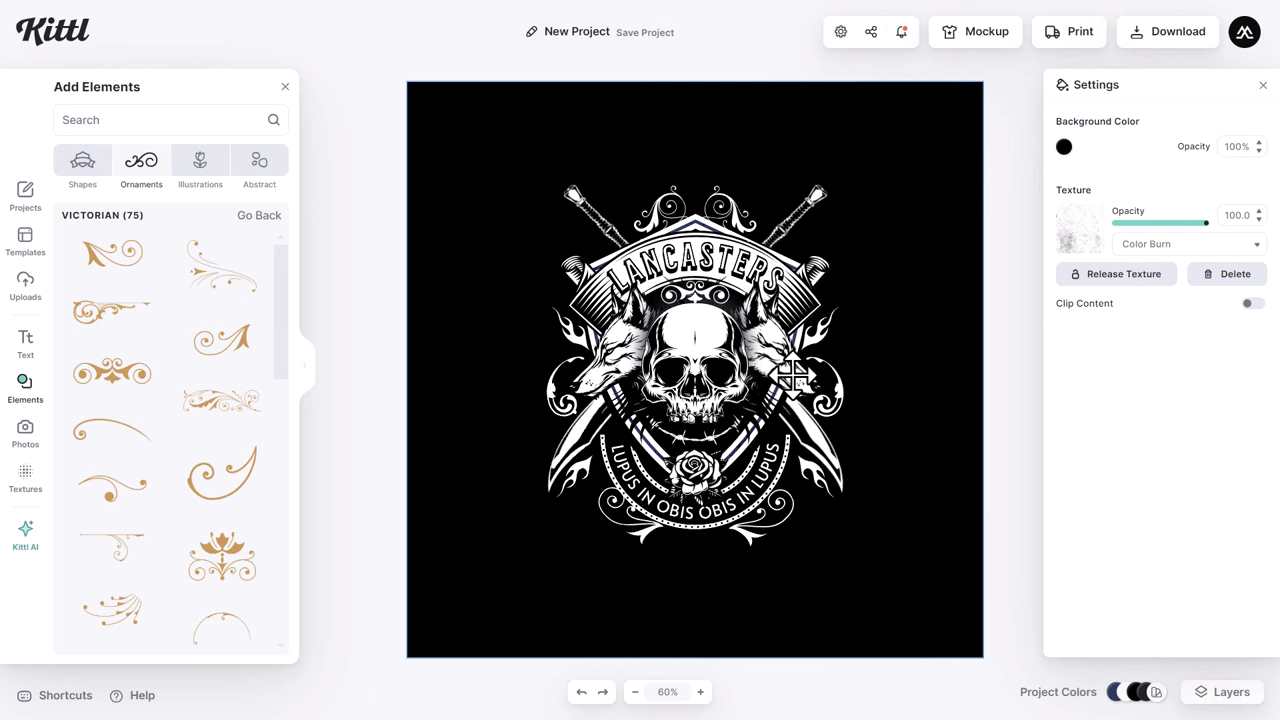 Kittl
New Project Save Project
Mockup
Print
Download
Add Elements
Search
Shapes Ornaments Illustrations Abstract
VICTORIAN (75) Go Back
Projects
Templates
Uploads
Tt
Text
Elements
Photos
Textures
Kittl AI
LANCASTERS
LUPUS IN OBIS OBIS IN LUPUS
Settings
Background Color
Opacity 100%
Texture
Opacity
100.0
Color Burn
Release Texture Delete
Clip Content
Shortcuts Help
60%
Project Colors Layers